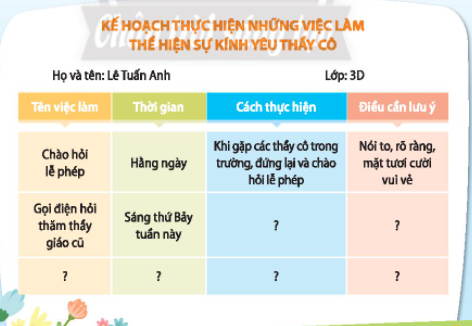 KẾ HOẠCH THỰC HIỆN NHỮNG VIỆC LÀM
THỂ HIỆN SỰ KÍNH YÊU THẦY CÔ
Họ và tên: Lê Tuấn Anh Lớp: 3D
Tên việc làm Thời gian Cách thực hiện Điều cần lưu ý
Chào hỏi
lễ phép
Hằng ngày
Khi gặp các thầy cô trong
trường, đứng lại và chào
hỏi lễ phép
Nói to, rõ ràng,
mặt tươi cười
vui vẻ
Gọi điện hỏi
thăm thầy
giáo cũ
Sáng thứ Bảy
tuần này
?
?
? ? ? ?